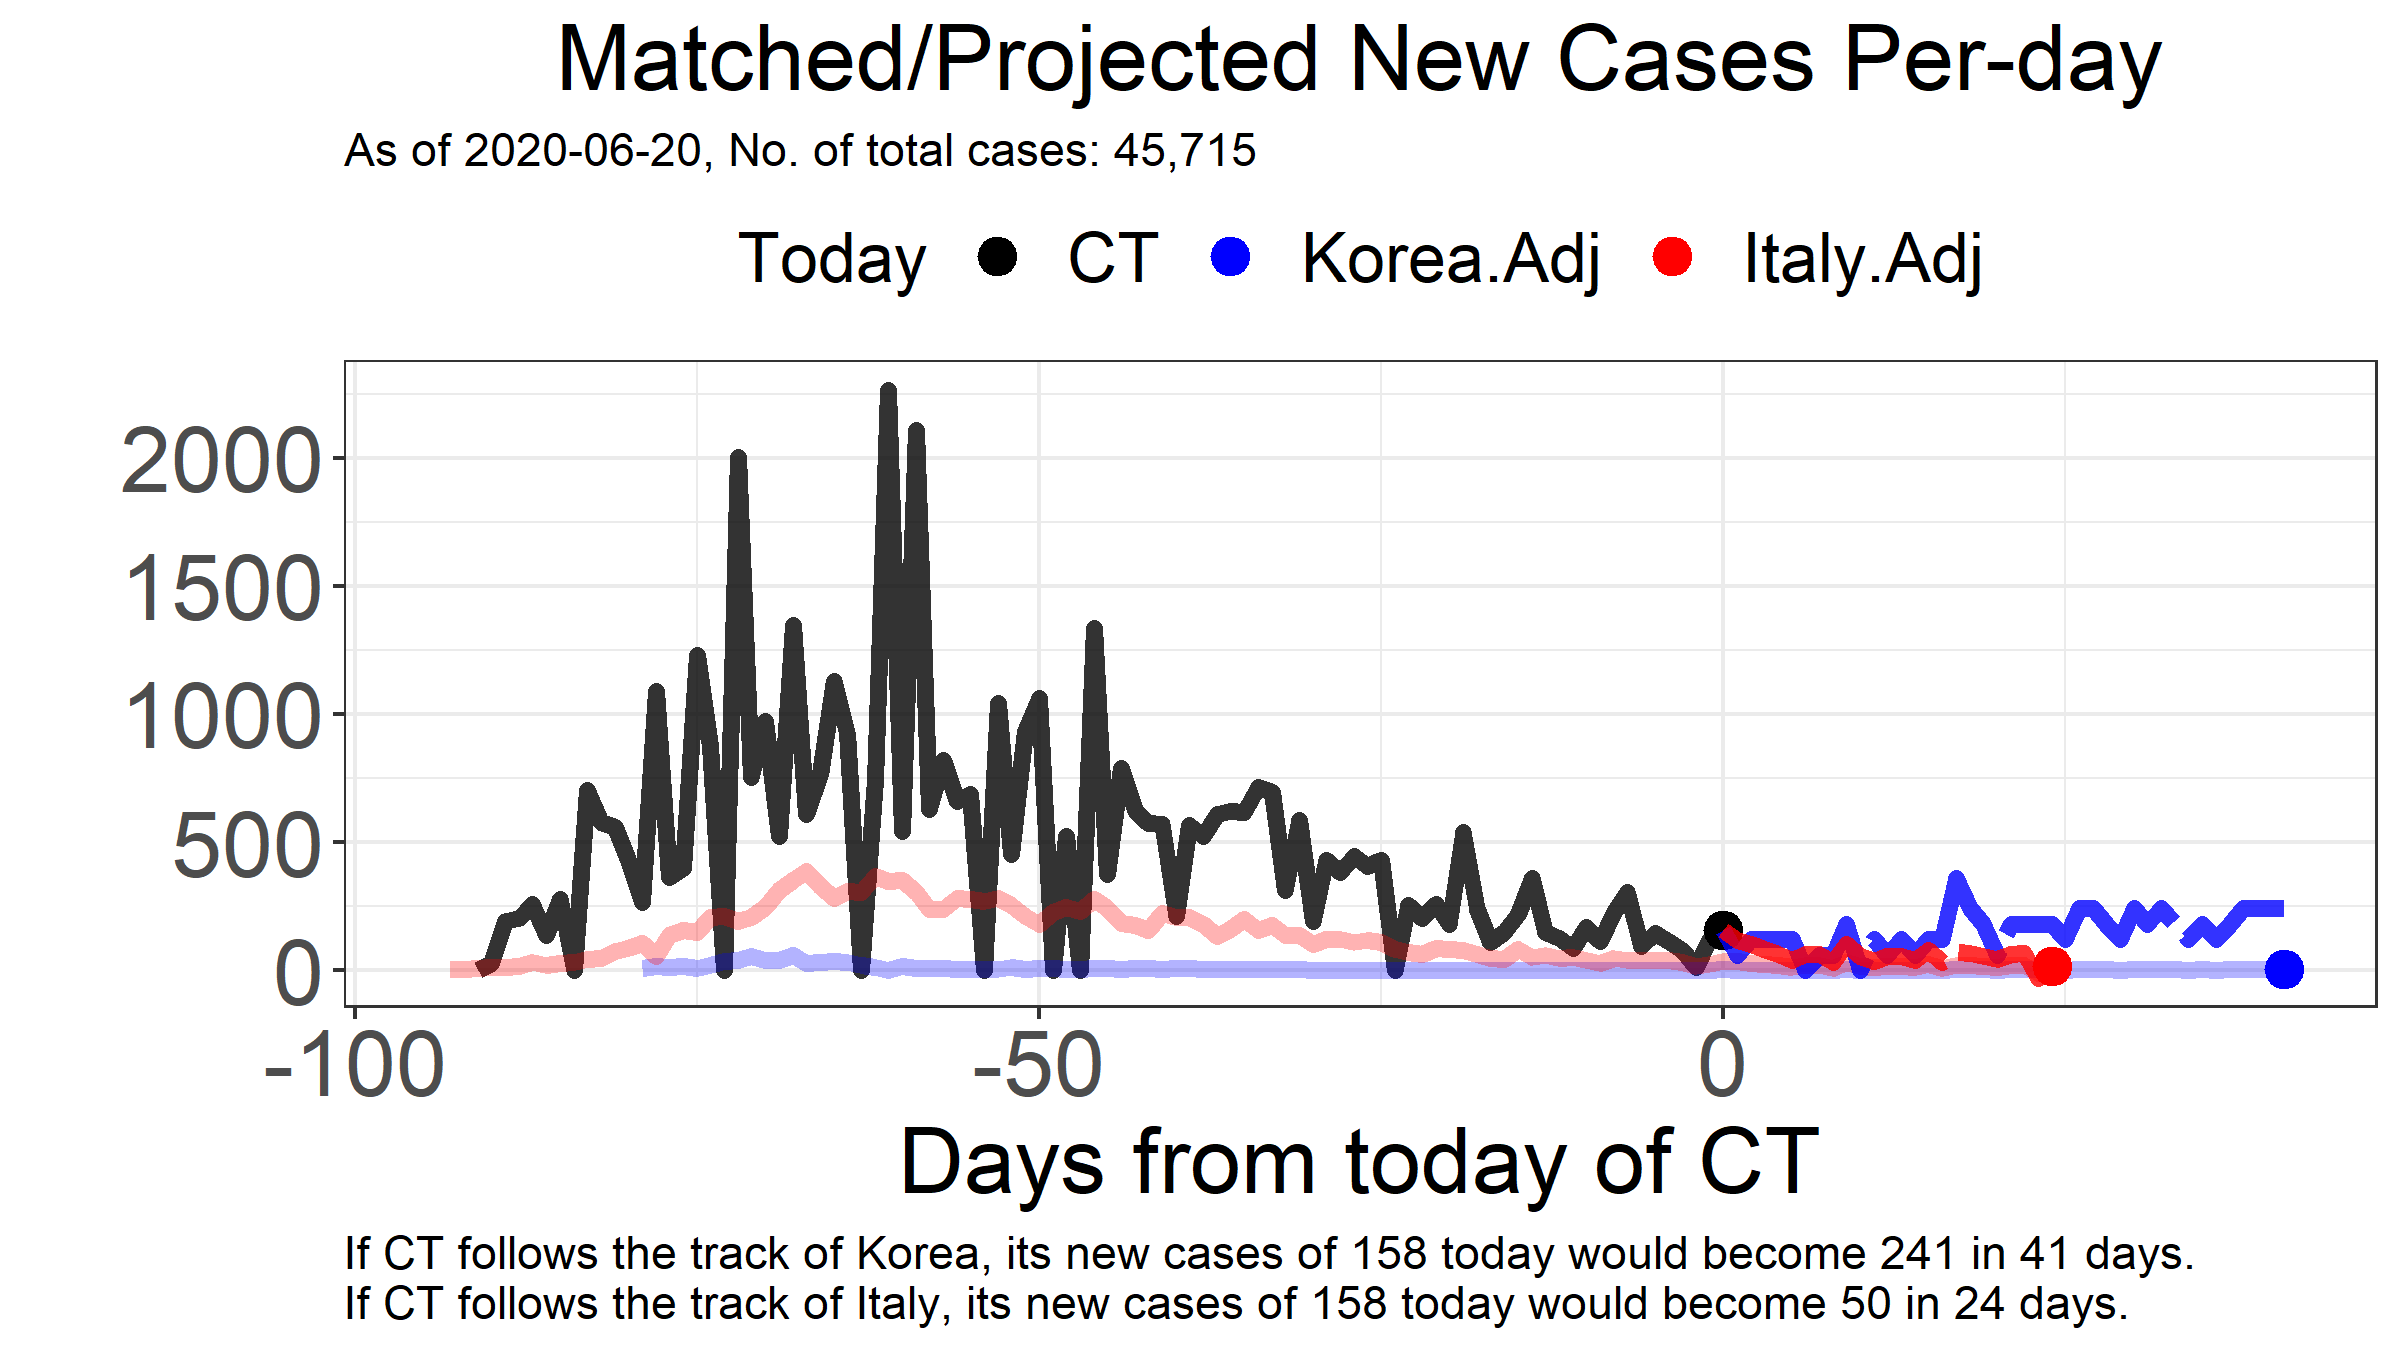 Matched/Projected New Cases Per-day
As of 2020-06-20, No. of total cases: 45,715
Today CT Korea.Adj Italy.Adj
2000
1500
1000
500
0
-100 -50 0
Days from today of CT
If CT follows the track of Korea, its new cases of 158 today would become 241 in 41 days.
If CT follows the track of Italy, its new cases of 158 today would become 50 in 24 days.